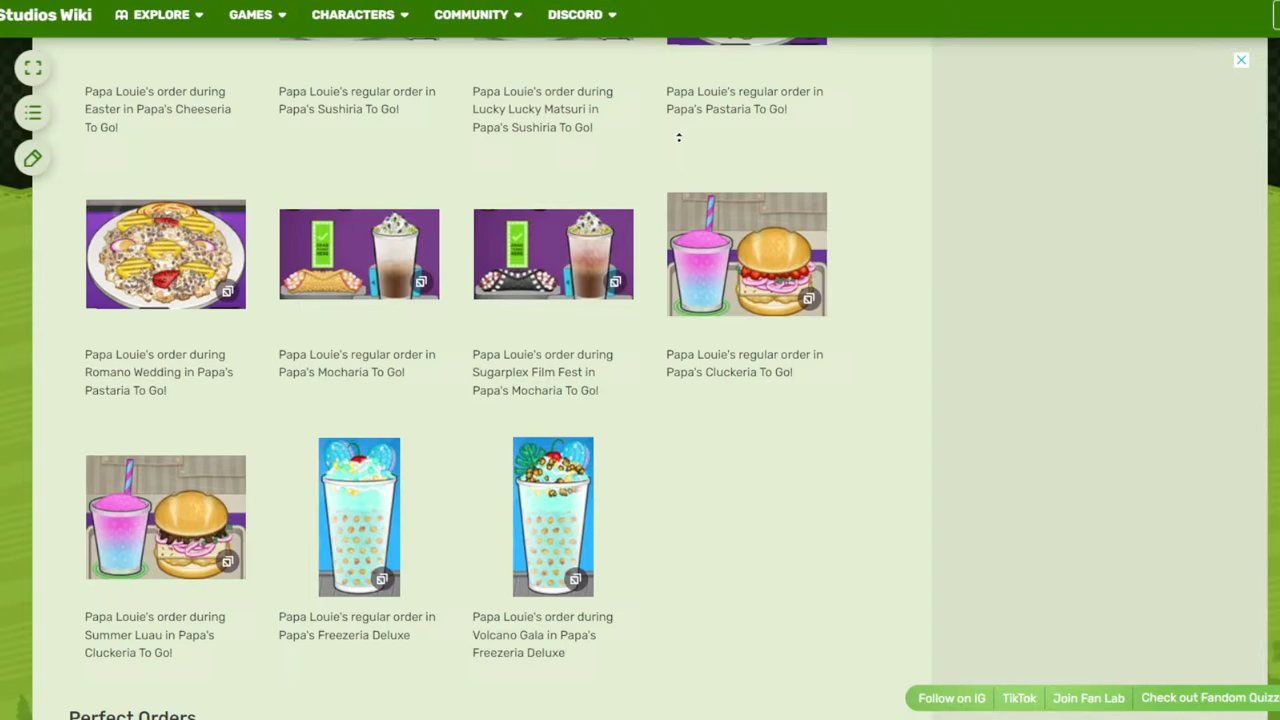 Studios Wiki
EXPLORE
GAMES
CHARACTERS
COMMUNITY
DISCORD
Papa Louie's order during
Easter in Papa's Cheeseria
To Go!
Papa Louie's regular order in
Papa's Sushiria To Go!
Papa Louie's order during
Lucky Lucky Matsuri in
Papa's Sushiria To Go!
Papa Louie's regular order in
Papa's Pastaria To Go!
Papa Louie's order during
Romano Wedding in Papa's
Pastaria To Go!
Papa Louie's regular order in
Papa's Mocharia To Go!
Papa Louie's order during
Sugarplex Film Fest in
Papa's Mocharia To Go!
Papa Louie's regular order in
Papa's Cluckeria To Go!
Papa Louie's order during
Summer Luau in Papa's
Cluckeria To Go!
Papa Louie's regular order in
Papa's Freezeria Deluxe
Papa Louie's order during
Volcano Gala in Papa's
Freezeria Deluxe
Perfect Orders
Follow on IG
TikTok
Join Fan Lab
Check out Fandom Quizz